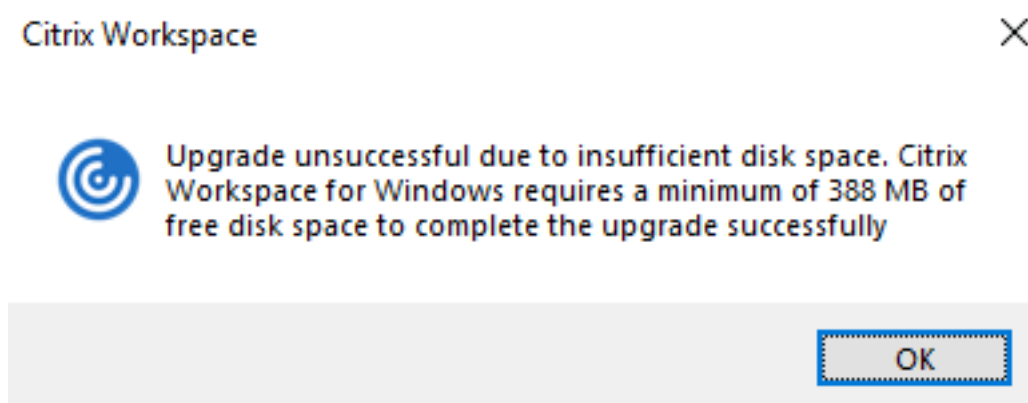 Citrix Workspace
Upgrade unsuccessful due to insufficient disk space. Citrix
Workspace for Windows requires a minimum of 388 MB of
free disk space to complete the upgrade successfully
OK